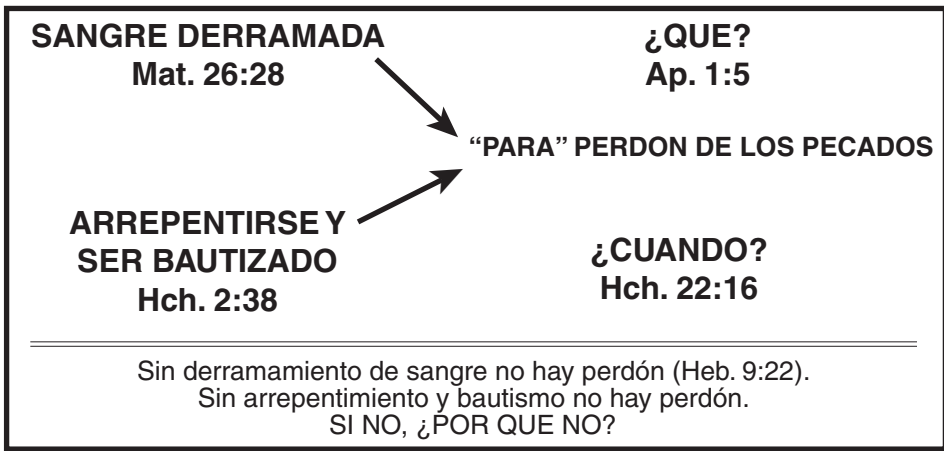 SANGRE DERRAMADA
Mat. 26:28
¿QUE?
Ap. 1:5
“PARA” PERDON DE LOS PECADOS
ARREPENTIRSE Y
SER BAUTIZADO
Hch. 2:38
¿CUANDO?
Hch. 22:16
Sin derramamiento de sangre no hay perdón (Heb. 9:22).
Sin arrepentimiento y bautismo no hay perdón.
SI NO, ¿POR QUE NO?